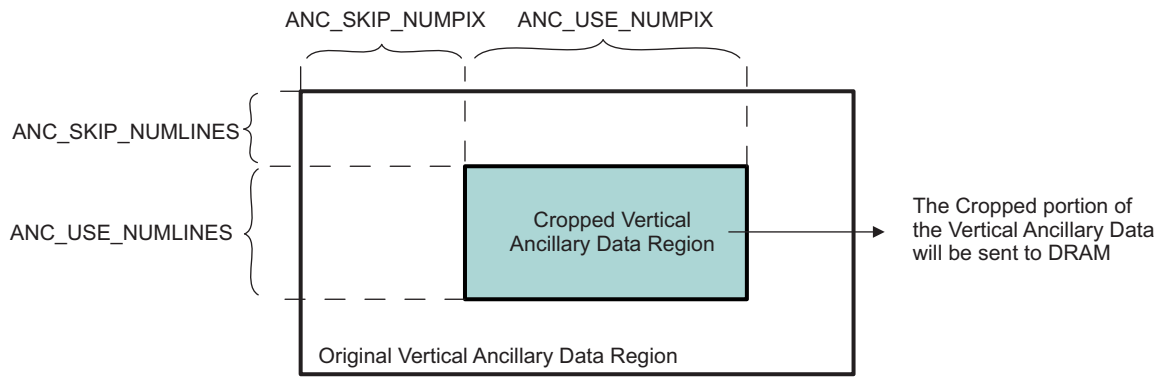 ANC_SKIP_NUMPIX
ANC_USE_NUMPIX
ANC_SKIP_NUMLINES
ANC_USE_NUMLINES
Cropped Vertical
Ancillary Data Region
The Cropped portion of
the Vertical Ancillary Data
will be sent to DRAM
Original Vertical Ancillary Data Region